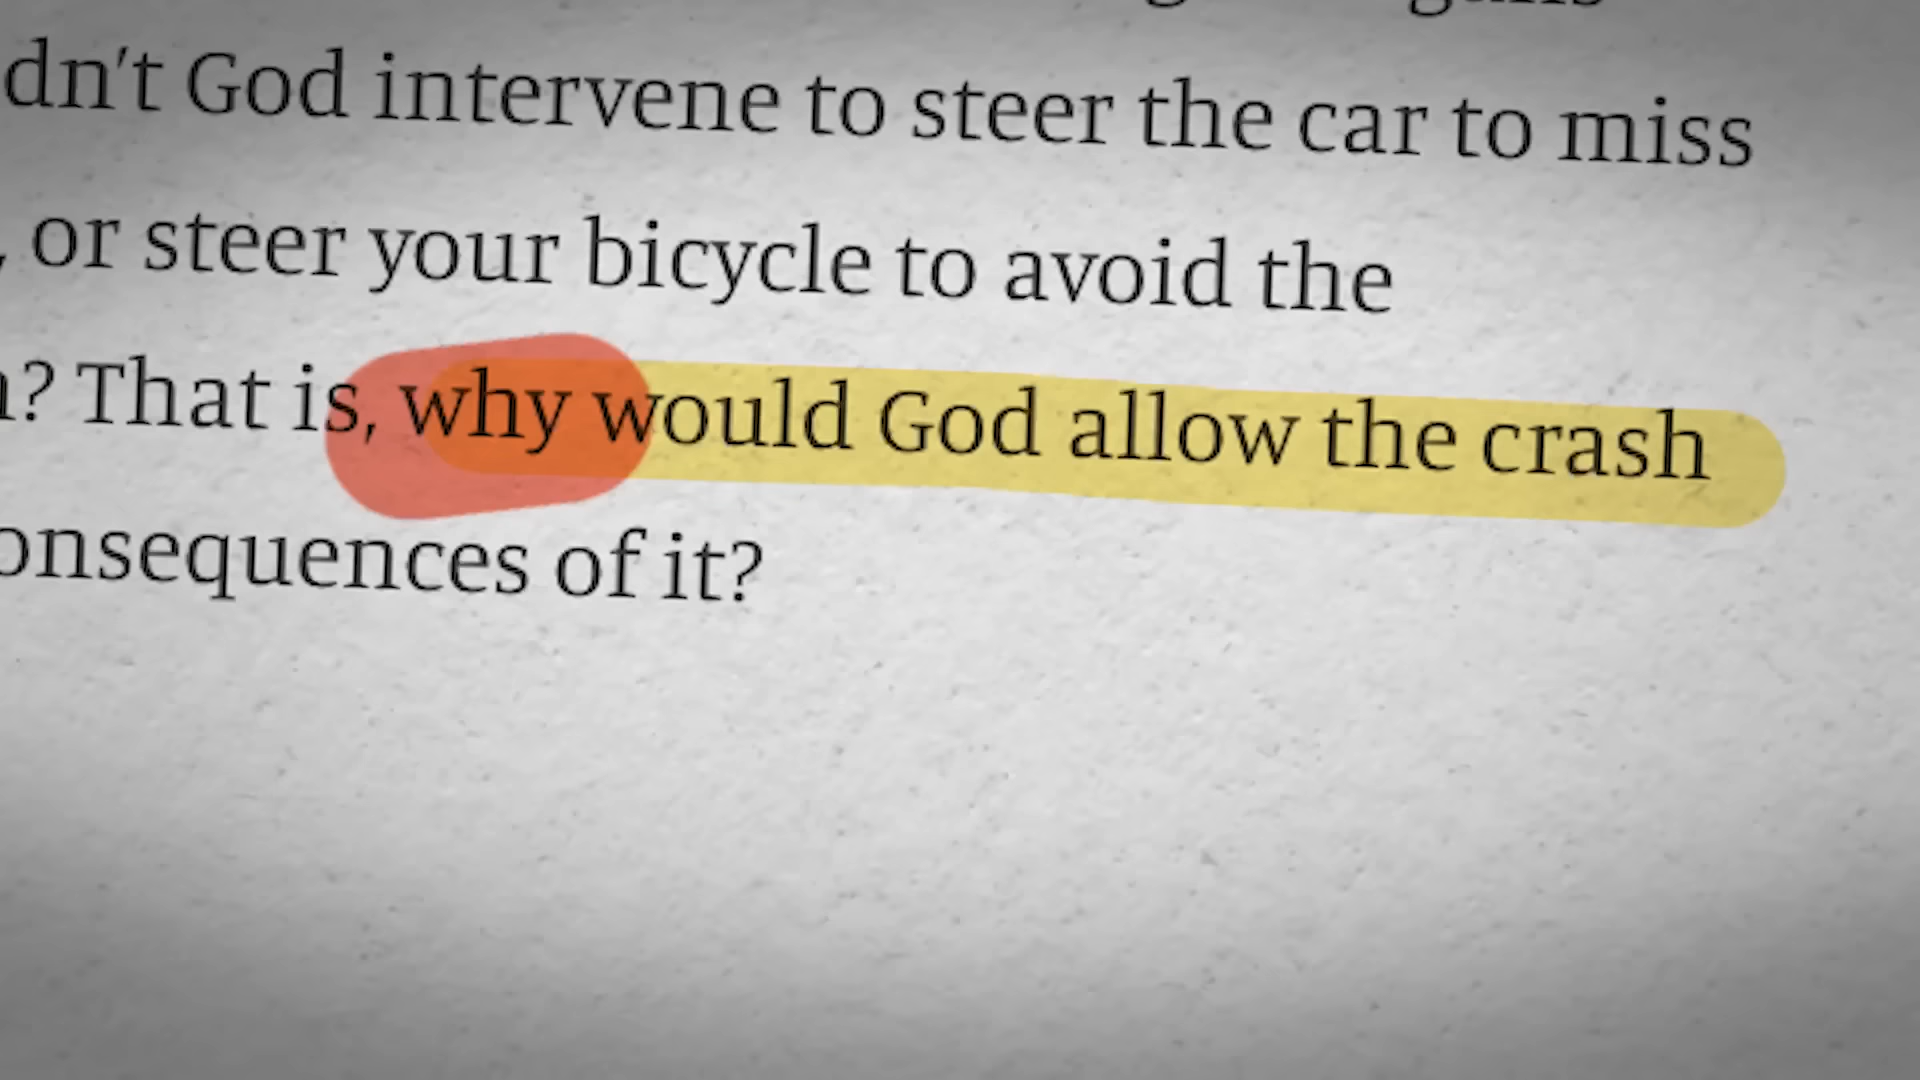 dn't God intervene to steer the car to miss
, or steer your bicycle to avoid the
? That is, why would God allow the crash
onsequences of it?